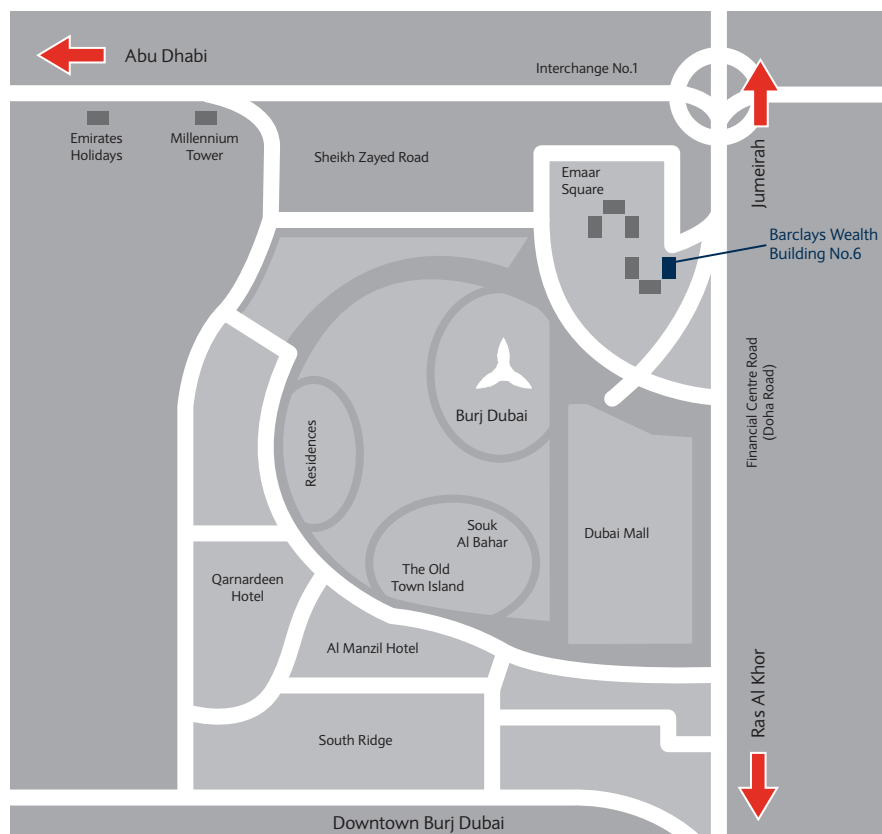 Abu Dhabi
Interchange No.1
Emirates
Holidays
Millennium
Tower
Sheikh Zayed Road
Emaar
Square
Jumeirah
Barclays Wealth
Building No.6
Burj Dubai
Financial Centre Road
(Doha Road)
Residences
Souk
Al Bahar
Dubai Mall
The Old
Town Island
Qarnardeen
Hotel
Al Manzil Hotel
Ras Al Khor
South Ridge
Downtown Burj Dubai